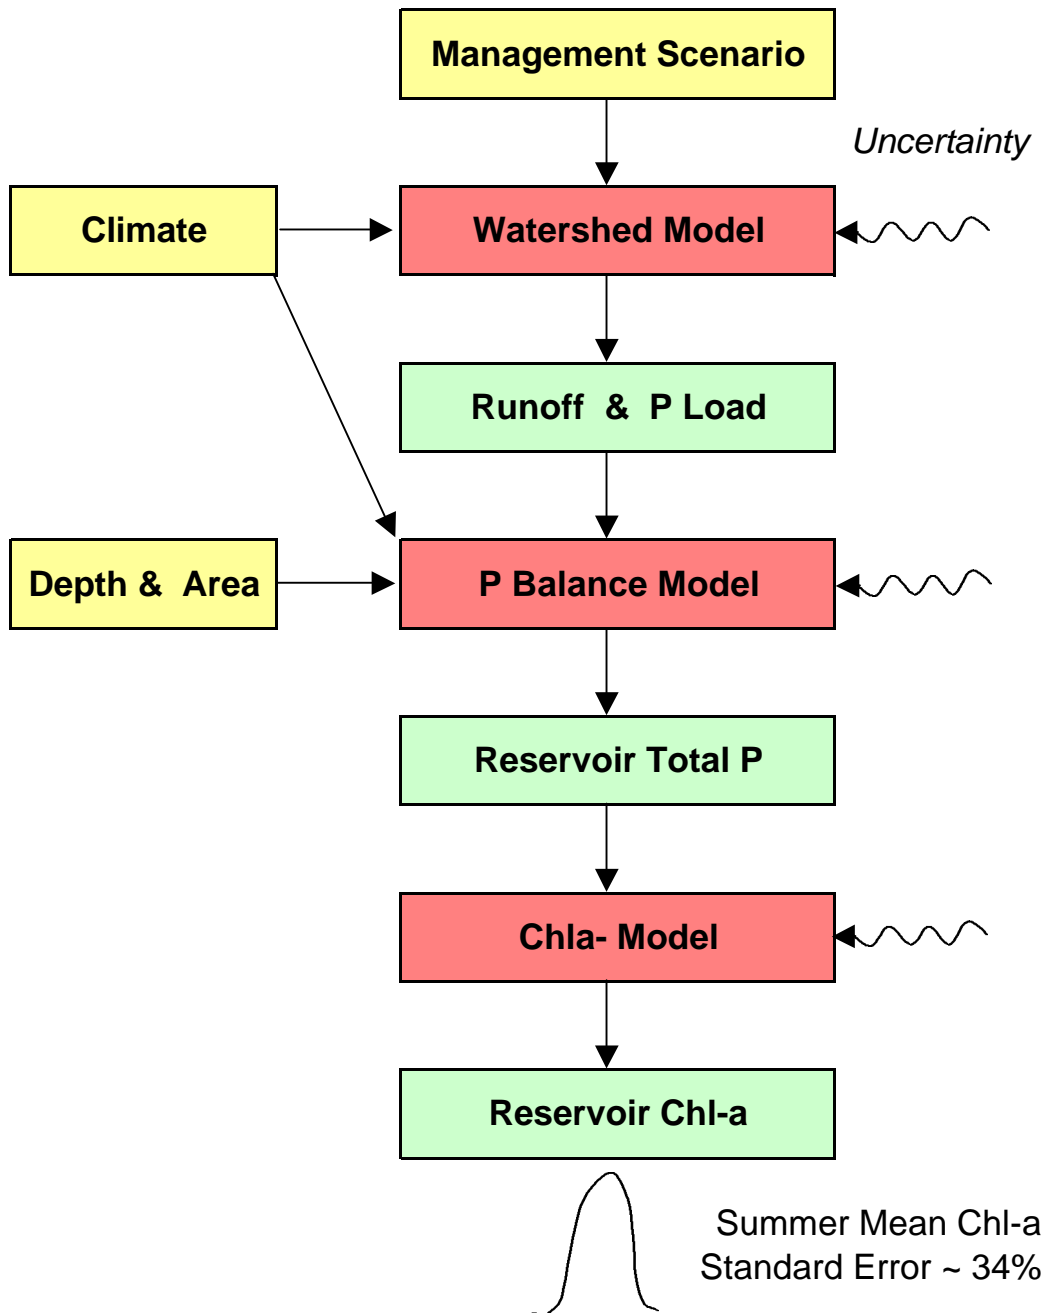 Management Scenario
Uncertainty
Climate
Watershed Model
Runoff & P Load
Depth & Area
P Balance Model
Reservoir Total P
Chla- Model
Reservoir Chl-a
Summer Mean Chl-a
Standard Error ~ 34%